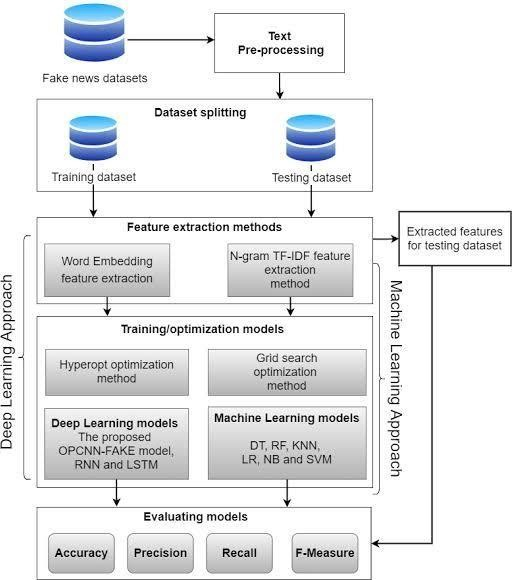 Fake news datasets
Text
Pre-processing
Dataset splitting
Training dataset
Testing dataset
Feature extraction methods
Word Embedding
feature extraction
N-gram TF-IDF feature
extraction
method
Extracted features
for testing dataset
Deep Learning Approach
Machine Learning Approach
Training/optimization models
Hyperopt optimization
method
Grid search
optimization
method
Deep Learning models
The proposed
OPCNN-FAKE model,
RNN and LSTM
Machine Learning models
DT, RF, KNN,
LR, NB and SVM
Evaluating models
Accuracy
Precision
Recall
F-Measure